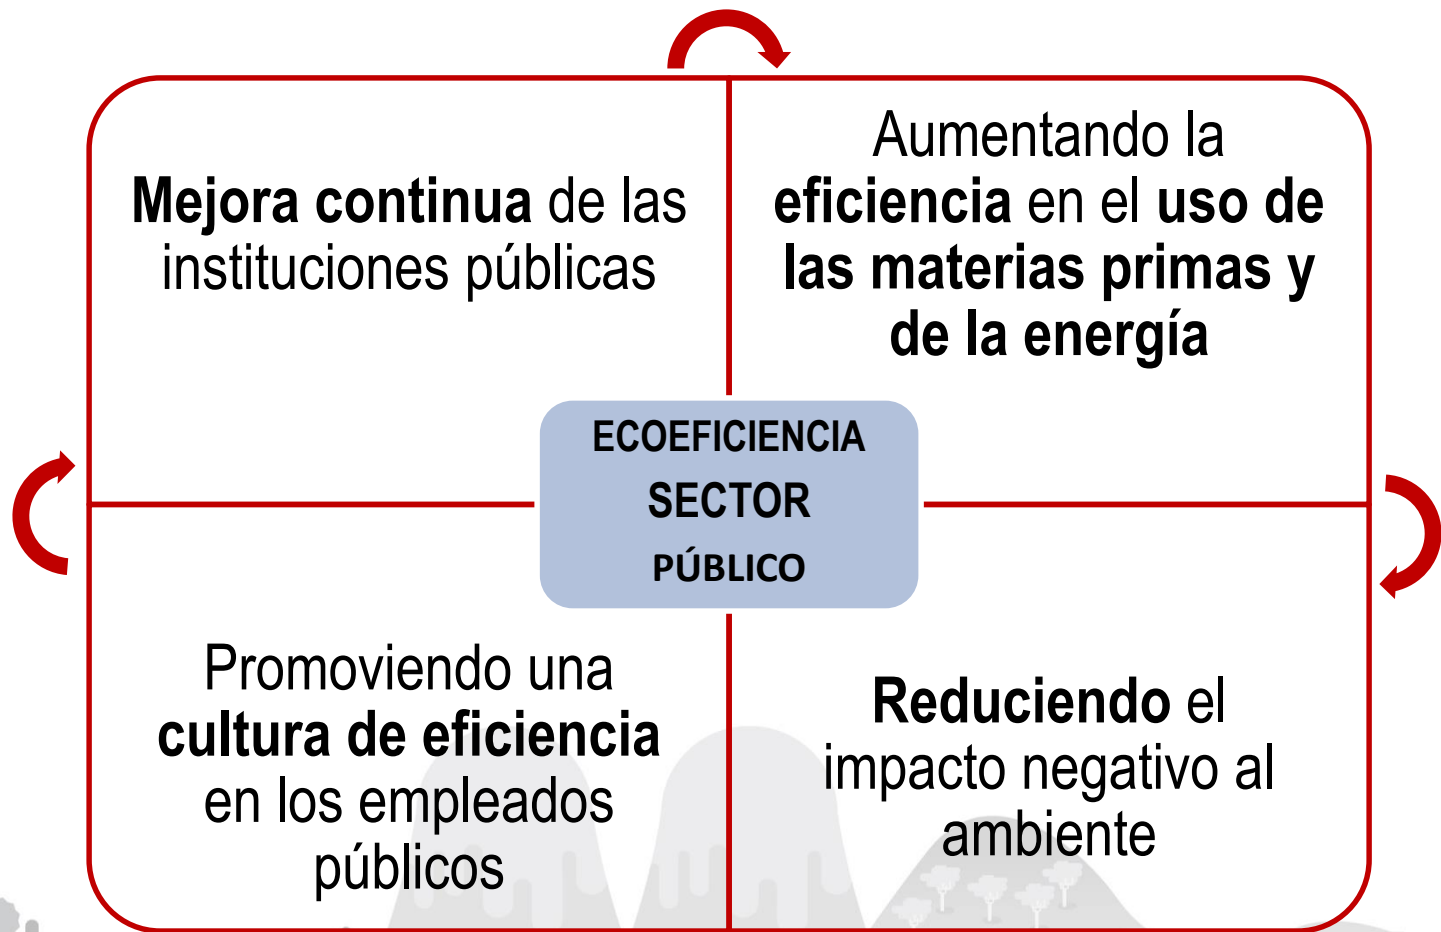 Mejora continua de las
instituciones públicas
Aumentando la
eficiencia en el uso de
las materias primas y
de la energía
ECOEFICIENCIA
SECTOR
PÚBLICO
Promoviendo una
cultura de eficiencia
en los empleados
públicos
Reduciendo el
impacto negativo al
ambiente